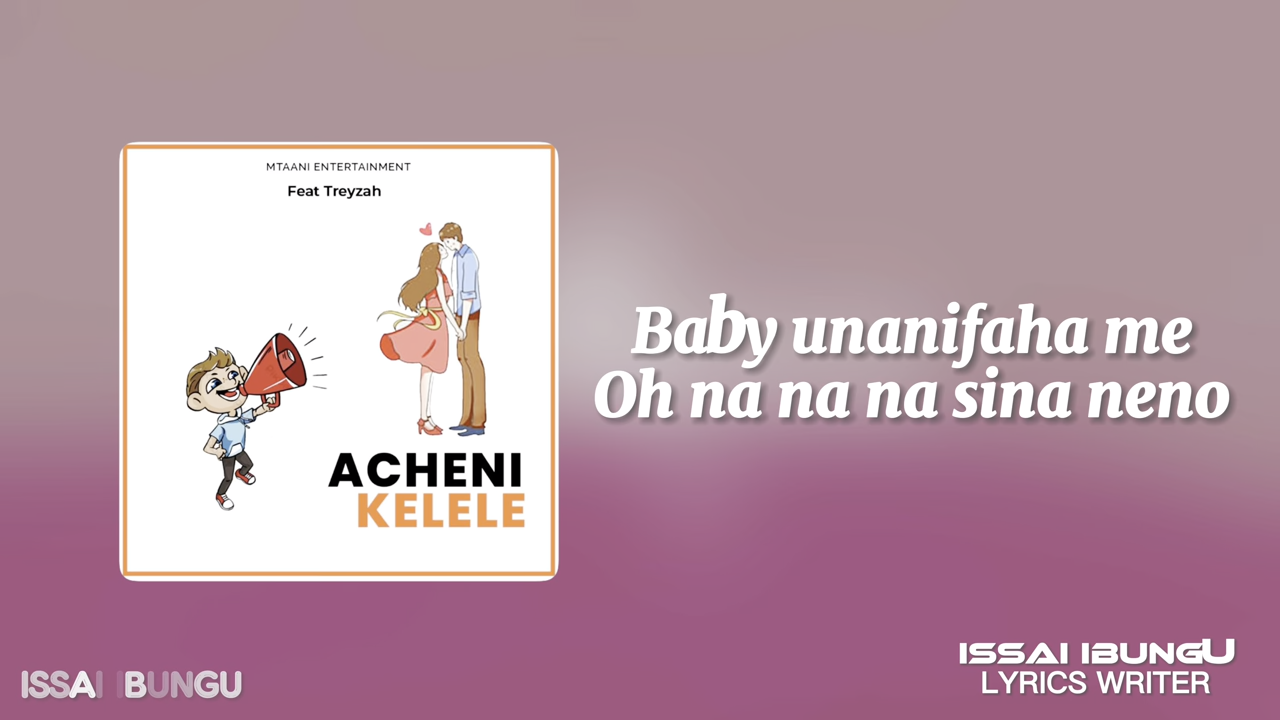 MTAANI ENTERTAINMENT
Feat Treyzah
ACHENI
KELELE
Baby unanifaha me
Oh na na na sina neno
ISSAI IBUNGU
LYRICS WRITER
ISSAI IBUNGU